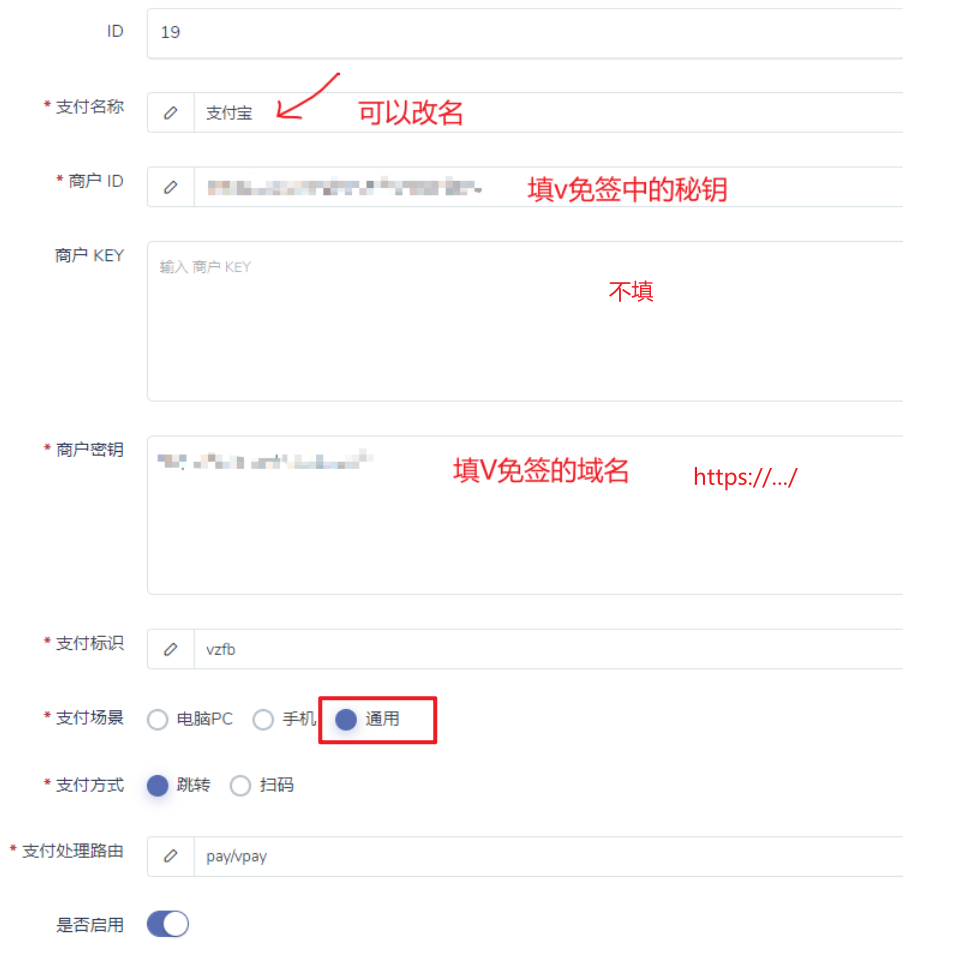 ID 19
* 支付名称 支付宝 可以改名
* 商户 ID 填v免签中的秘钥
商户 KEY 输入 商户 KEY
不填
* 商户密钥 填V免签的域名 https://.../
* 支付标识 vzfb
* 支付场景 电脑PC 手机 通用
* 支付方式 跳转 扫码
* 支付处理路由 pay/vpay
是否启用